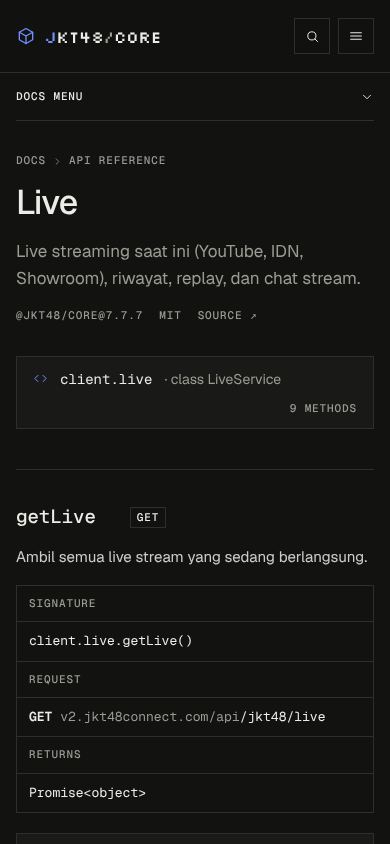 JKT48/CORE
DOCS MENU
DOCS › API REFERENCE
Live
Live streaming saat ini (YouTube, IDN,
Showroom), riwayat, replay, dan chat stream.
@JKT48/CORE@7.7.7 MIT SOURCE ↗
<> client.live · class LiveService
9 METHODS
getLive GET
Ambil semua live stream yang sedang berlangsung.
SIGNATURE
client.live.getLive()
REQUEST
GET v2.jkt48connect.com/api/jkt48/live
RETURNS
Promise<object>